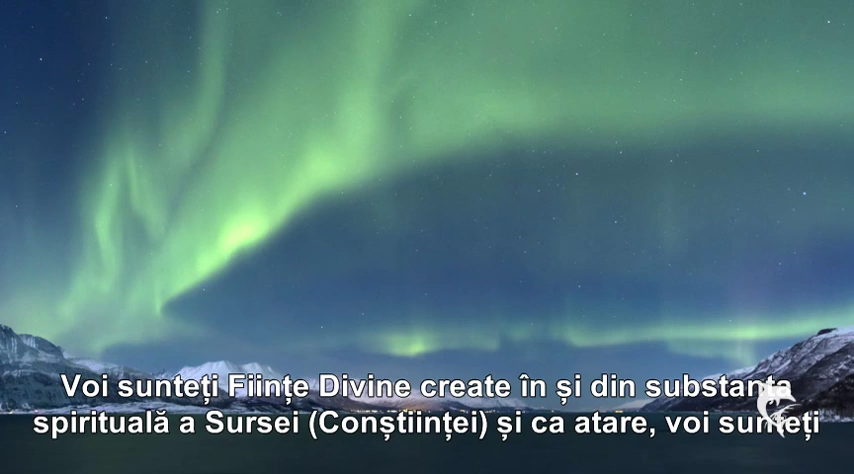 Voi sunteți Ființe Divine create în și din substanța
spirituală a Sursei (Conștiinței) și ca atare, voi sunteți